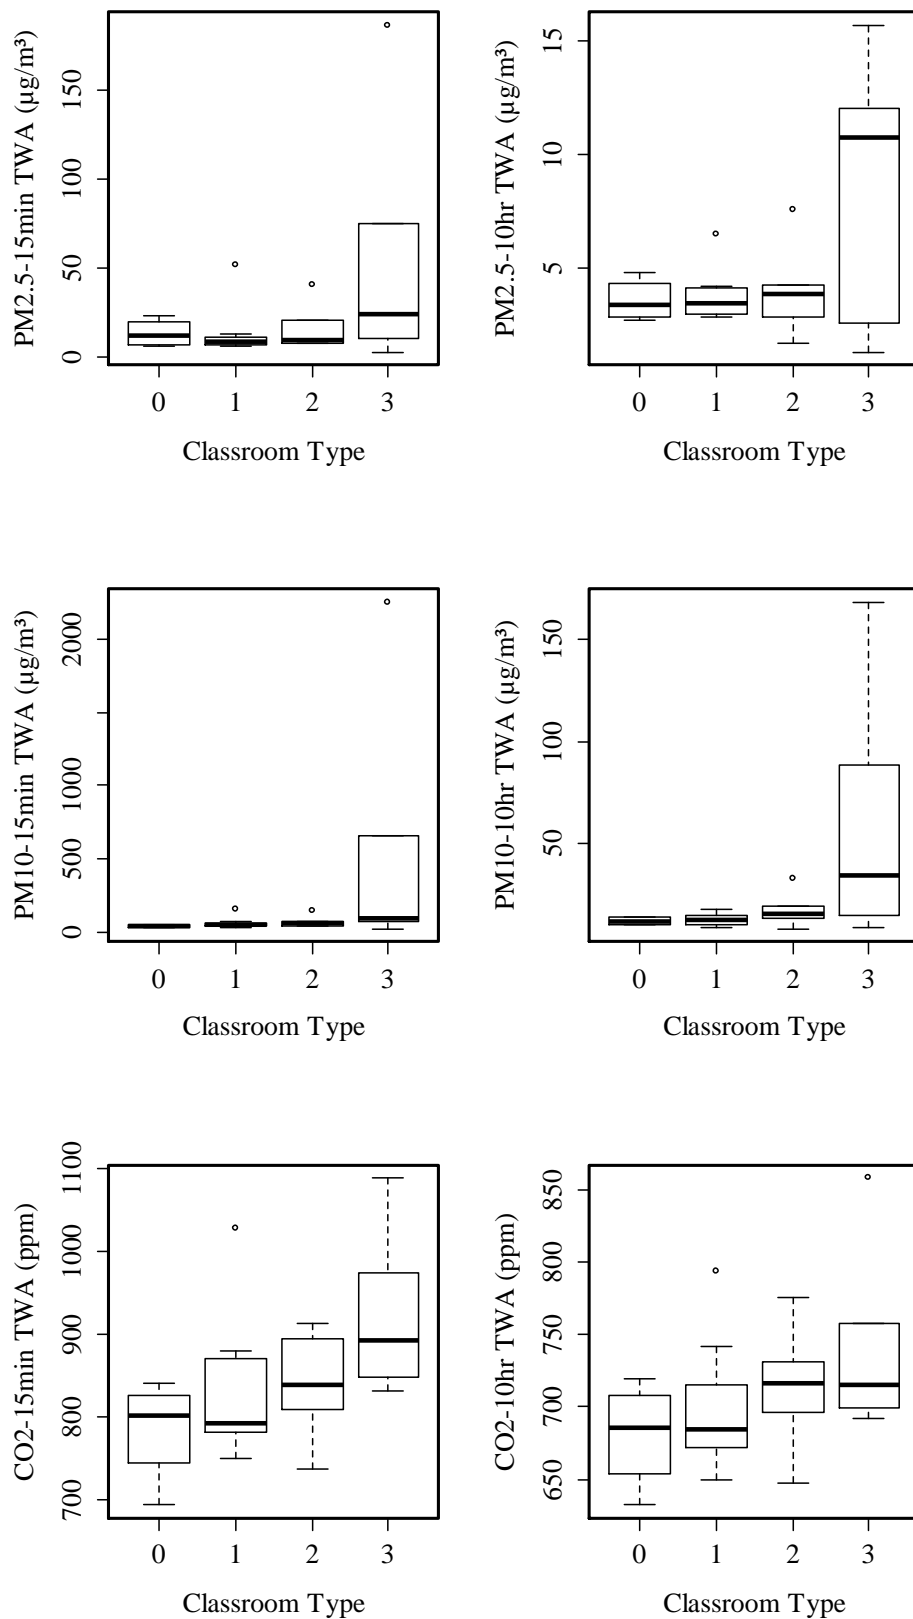 PM2.5-15min TWA (µg/m³)
0 50 100 150
0 1 2 3
Classroom Type
PM2.5-10hr TWA (µg/m³)
5 10 15
0 1 2 3
Classroom Type
PM10-15min TWA (µg/m³)
0 500 1000 2000
0 1 2 3
Classroom Type
PM10-10hr TWA (µg/m³)
50 100 150
0 1 2 3
Classroom Type
CO2-15min TWA (ppm)
700 800 900 1000 1100
0 1 2 3
Classroom Type
CO2-10hr TWA (ppm)
650 700 750 800 850
0 1 2 3
Classroom Type